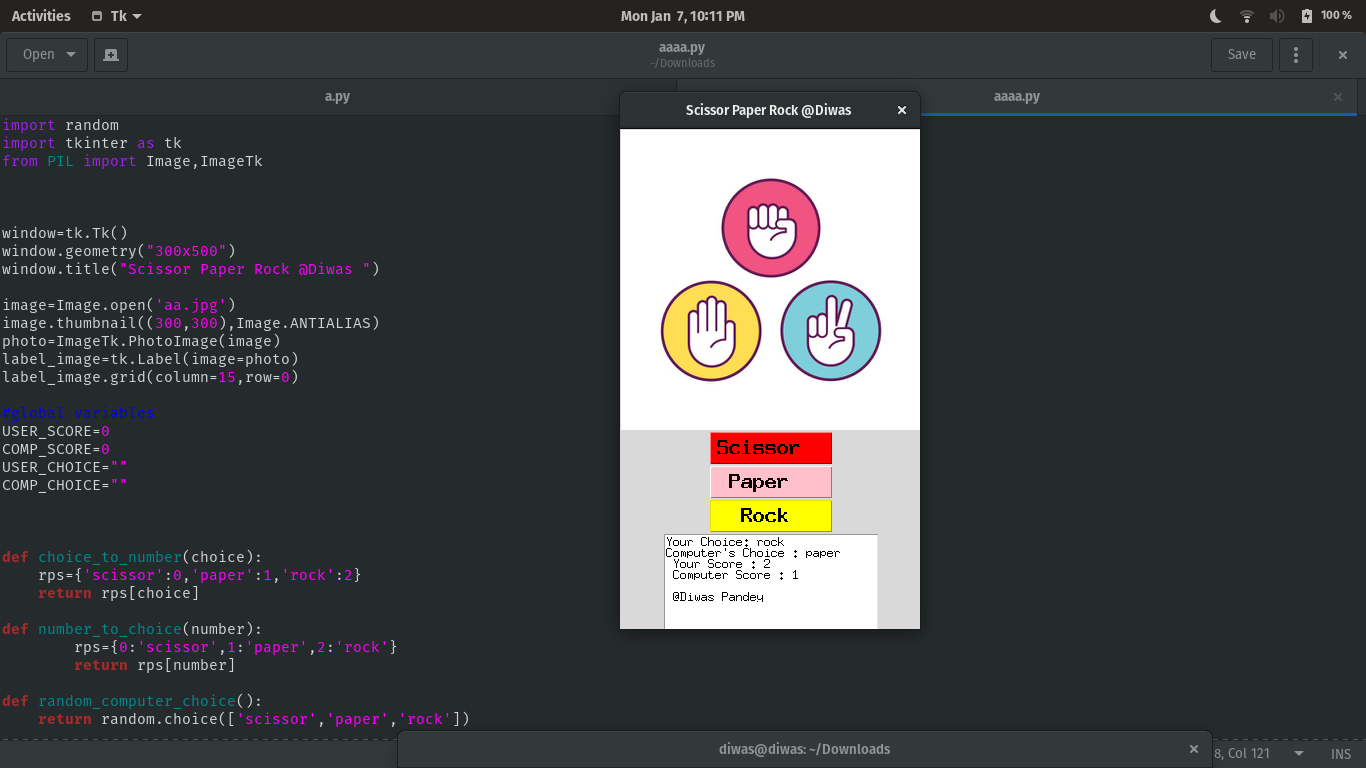 Activities Tk Mon Jan 7, 10:11 PM 100 %
Open aaaa.py Save
~/Downloads
a.py aaaa.py
import random
import tkinter as tk
from PIL import Image,ImageTk
window=tk.Tk()
window.geometry("300x500")
window.title("Scissor Paper Rock @Diwas ")
image=Image.open('aa.jpg')
image.thumbnail((300,300),Image.ANTIALIAS)
photo=ImageTk.PhotoImage(image)
label_image=tk.Label(image=photo)
label_image.grid(column=15,row=0)
#global variables
USER_SCORE=0
COMP_SCORE=0
USER_CHOICE=""
COMP_CHOICE=""
def choice_to_number(choice):
    rps={'scissor':0,'paper':1,'rock':2}
    return rps[choice]
def number_to_choice(number):
        rps={0:'scissor',1:'paper',2:'rock'}
        return rps[number]
def random_computer_choice():
    return random.choice(['scissor','paper','rock'])
Scissor Paper Rock @Diwas
Scissor
Paper
Rock
Your Choice: rock
Computer's Choice : paper
Your Score : 2
Computer Score : 1
@Diwas Pandey
diwas@diwas: ~/Downloads
8, Col 121 INS